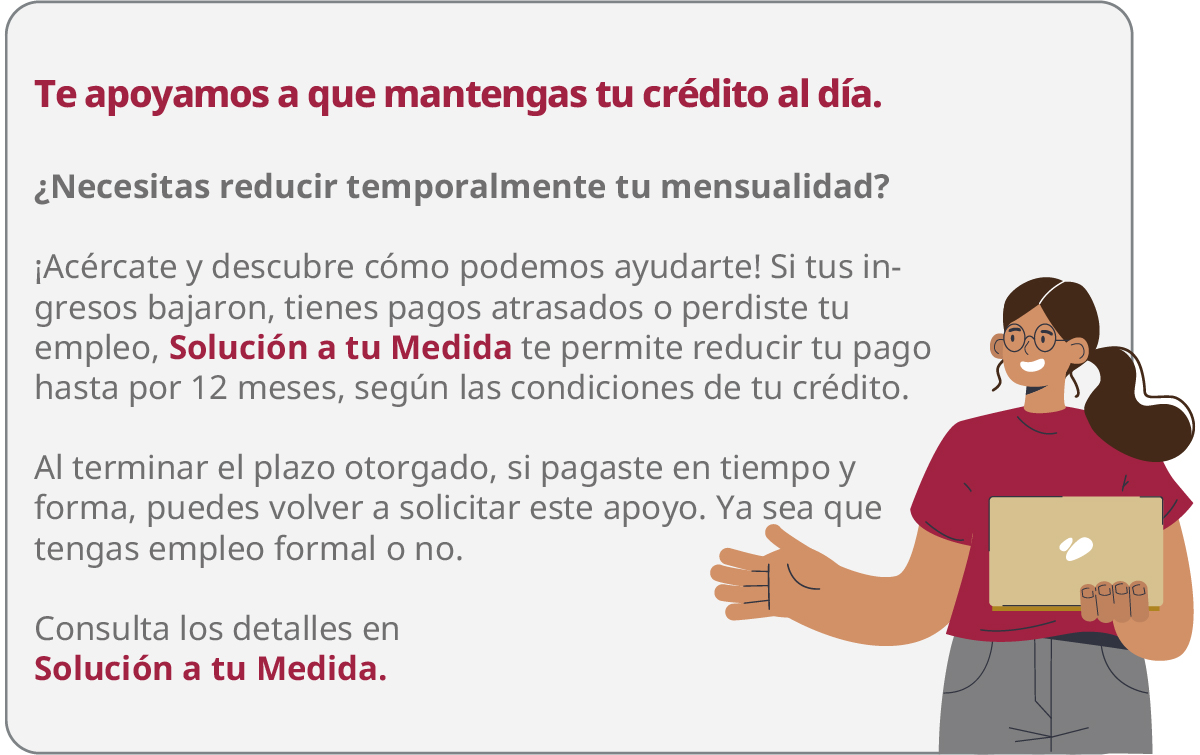 Te apoyamos a que mantengas tu crédito al día.
¿Necesitas reducir temporalmente tu mensualidad?
¡Acércate y descubre cómo podemos ayudarte! Si tus in-
gresos bajaron, tienes pagos atrasados o perdiste tu
empleo, Solución a tu Medida te permite reducir tu pago
hasta por 12 meses, según las condiciones de tu crédito.
Al terminar el plazo otorgado, si pagaste en tiempo y
forma, puedes volver a solicitar este apoyo. Ya sea que
tengas empleo formal o no.
Consulta los detalles en
Solución a tu Medida.